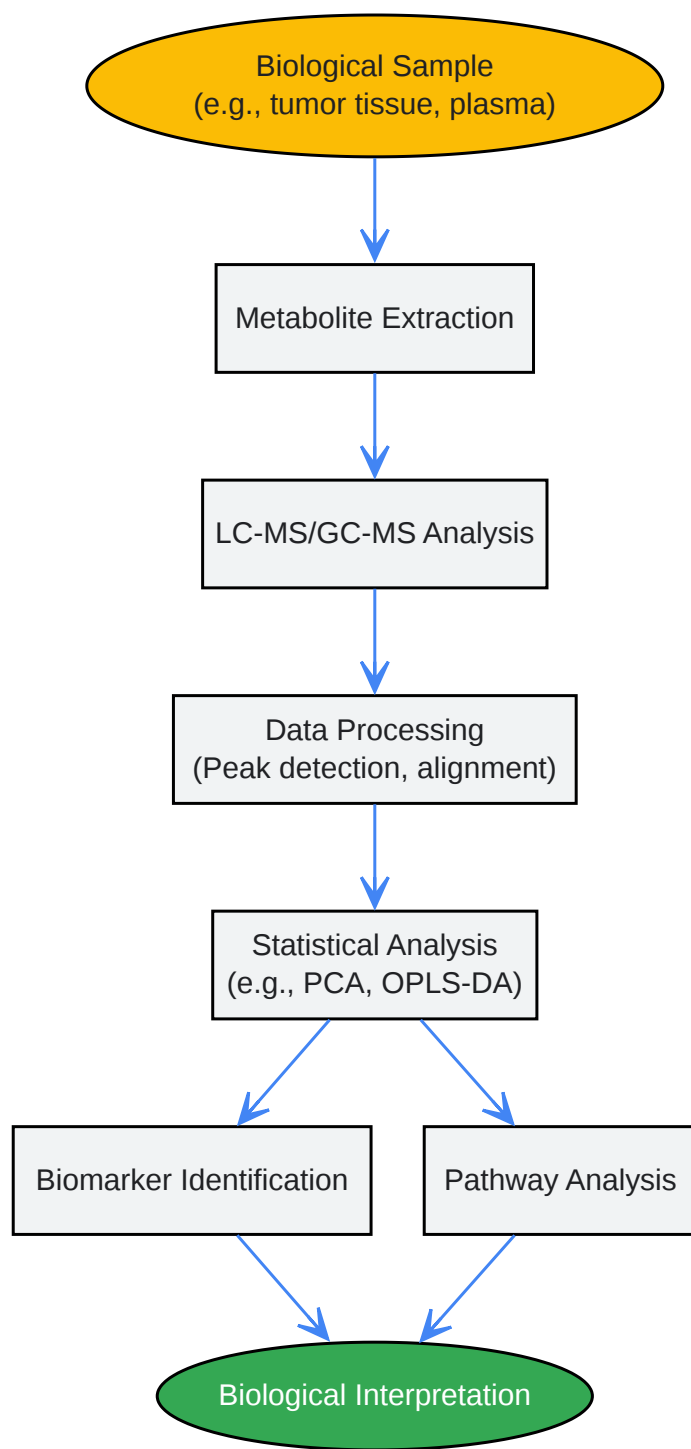 Biological Sample
(e.g., tumor tissue, plasma)
Metabolite Extraction
LC-MS/GC-MS Analysis
Data Processing
(Peak detection, alignment)
Statistical Analysis
(e.g., PCA, OPLS-DA)
Biomarker Identification
Pathway Analysis
Biological Interpretation